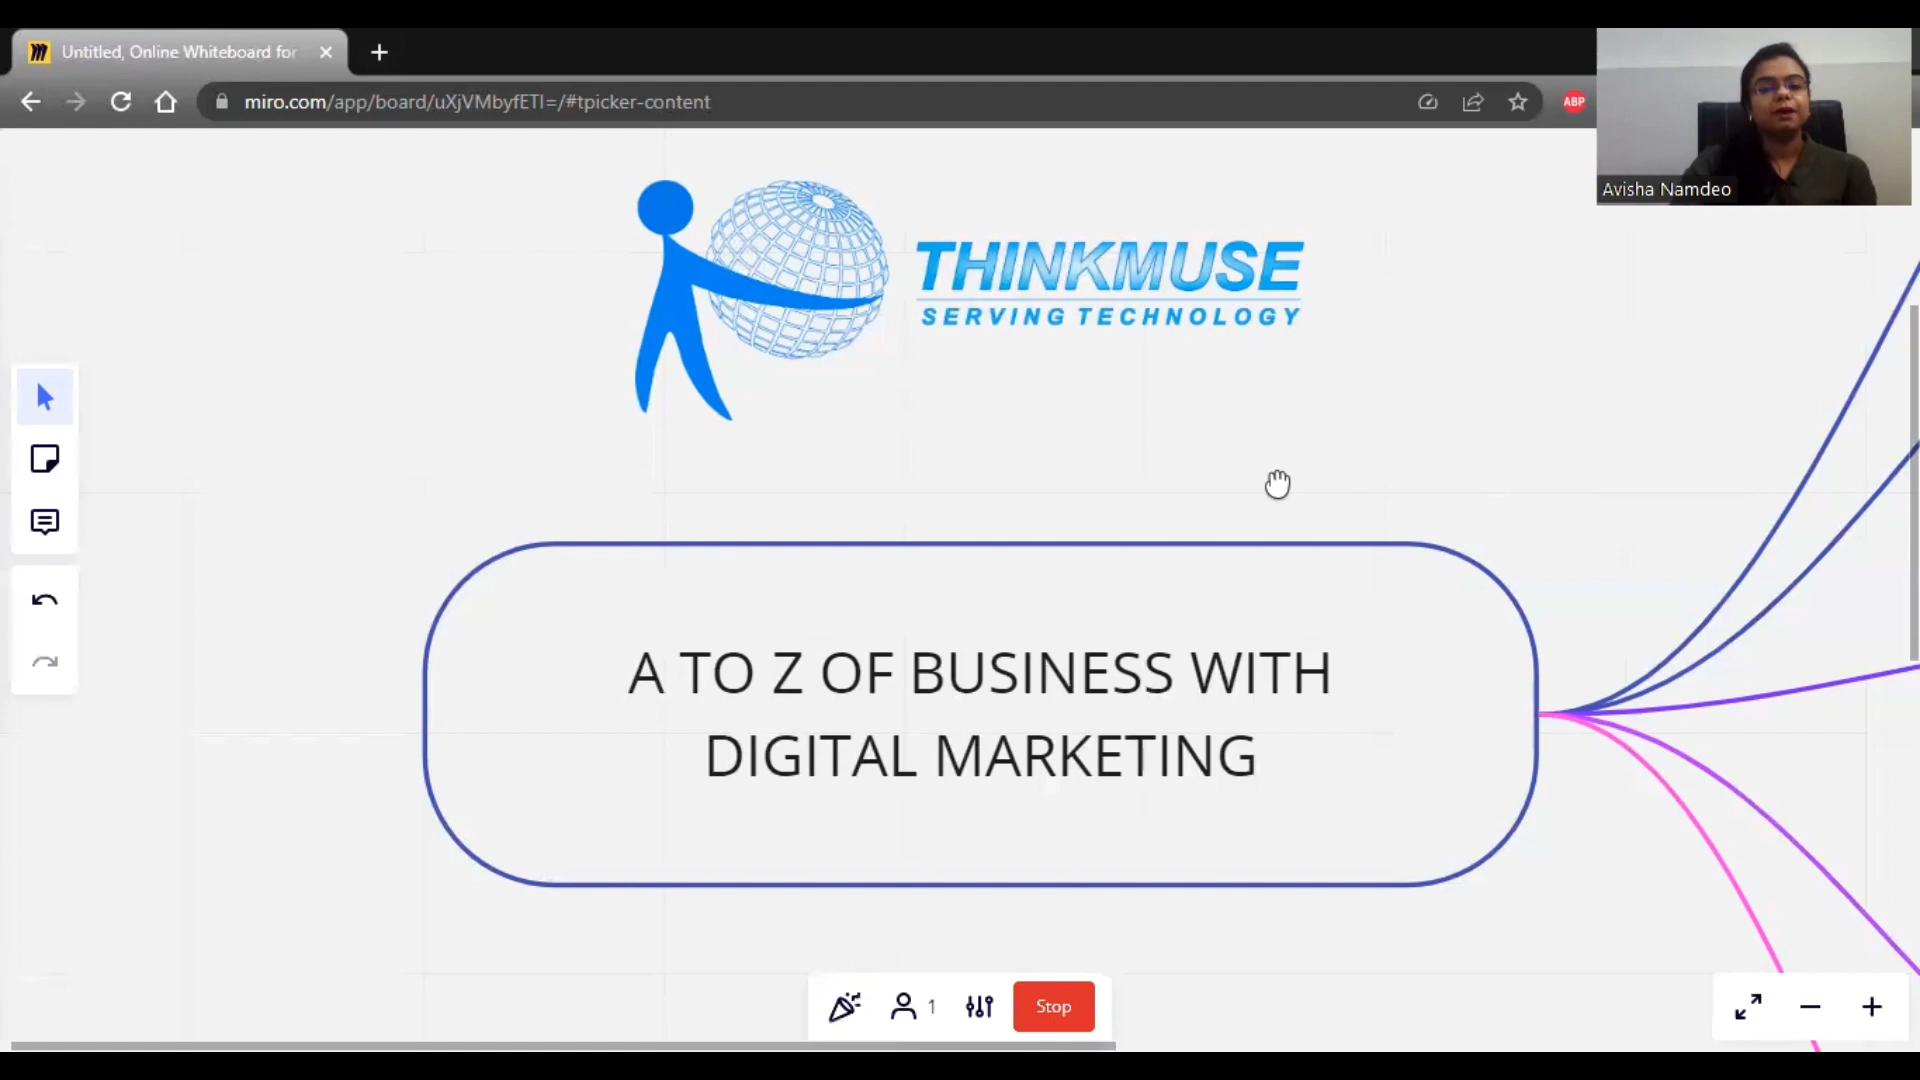 Untitled, Online Whiteboard for
miro.com/app/board/uXjVMbyfETI=/#tpicker-content
ABP
Avisha Namdeo
THINKMUSE
SERVING TECHNOLOGY
A TO Z OF BUSINESS WITH
DIGITAL MARKETING
1
Stop